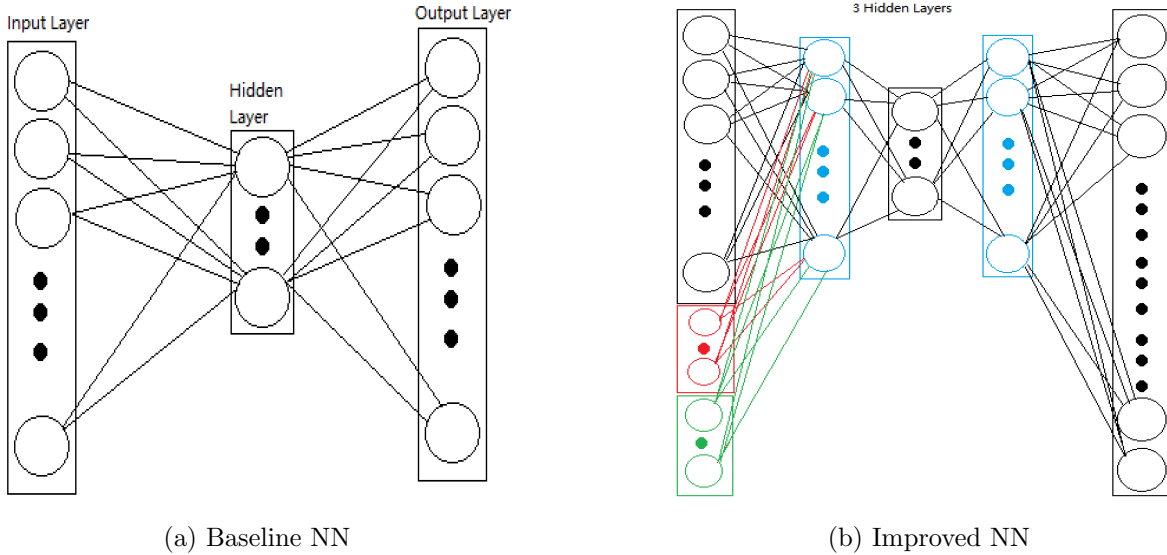 Input Layer
Output Layer
Hidden
Layer
3 Hidden Layers
(a) Baseline NN
(b) Improved NN